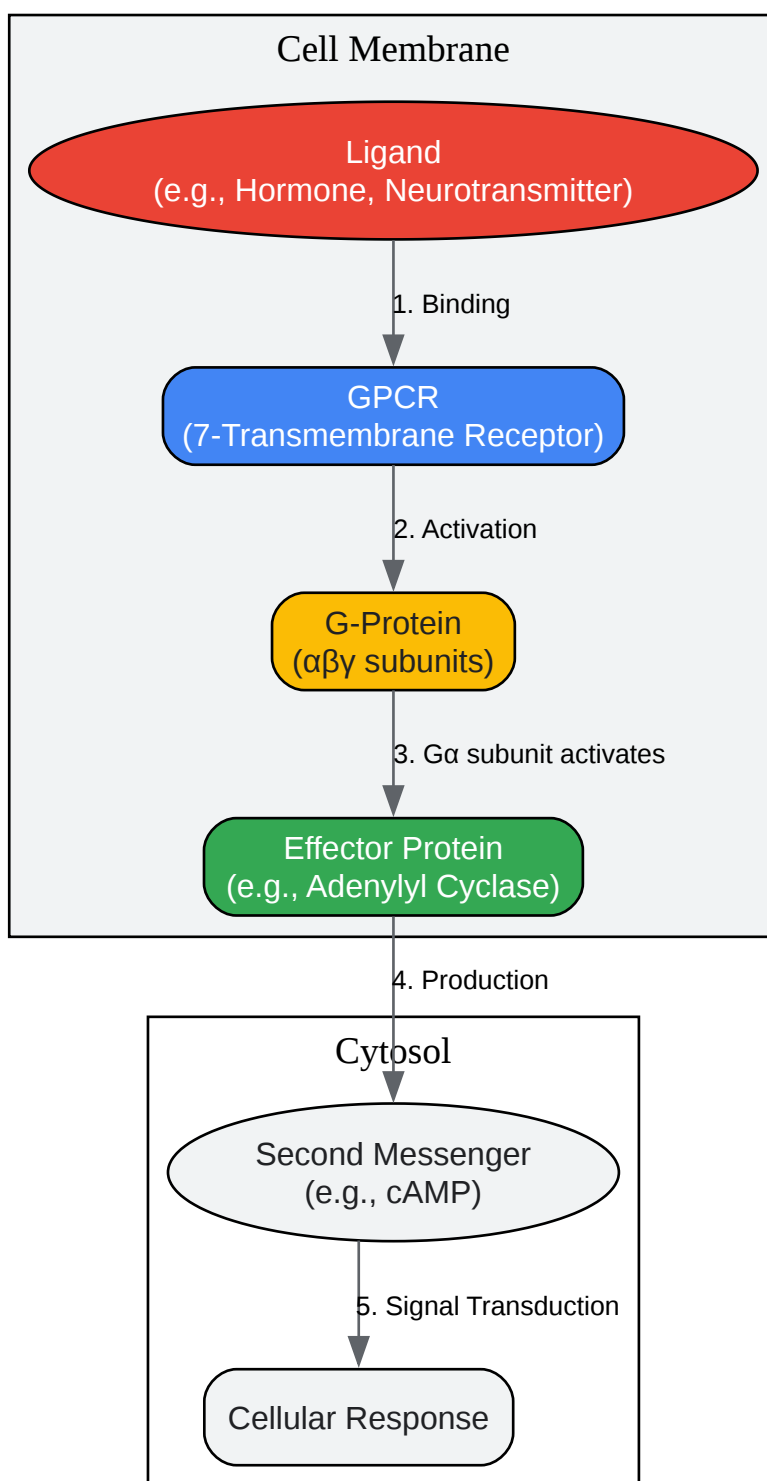 Cell Membrane
Ligand
(e.g., Hormone, Neurotransmitter)
1. Binding
GPCR
(7-Transmembrane Receptor)
2. Activation
G-Protein
(αβγ subunits)
3. Gα subunit activates
Effector Protein
(e.g., Adenylyl Cyclase)
4. Production
Cytosol
Second Messenger
(e.g., cAMP)
5. Signal Transduction
Cellular Response